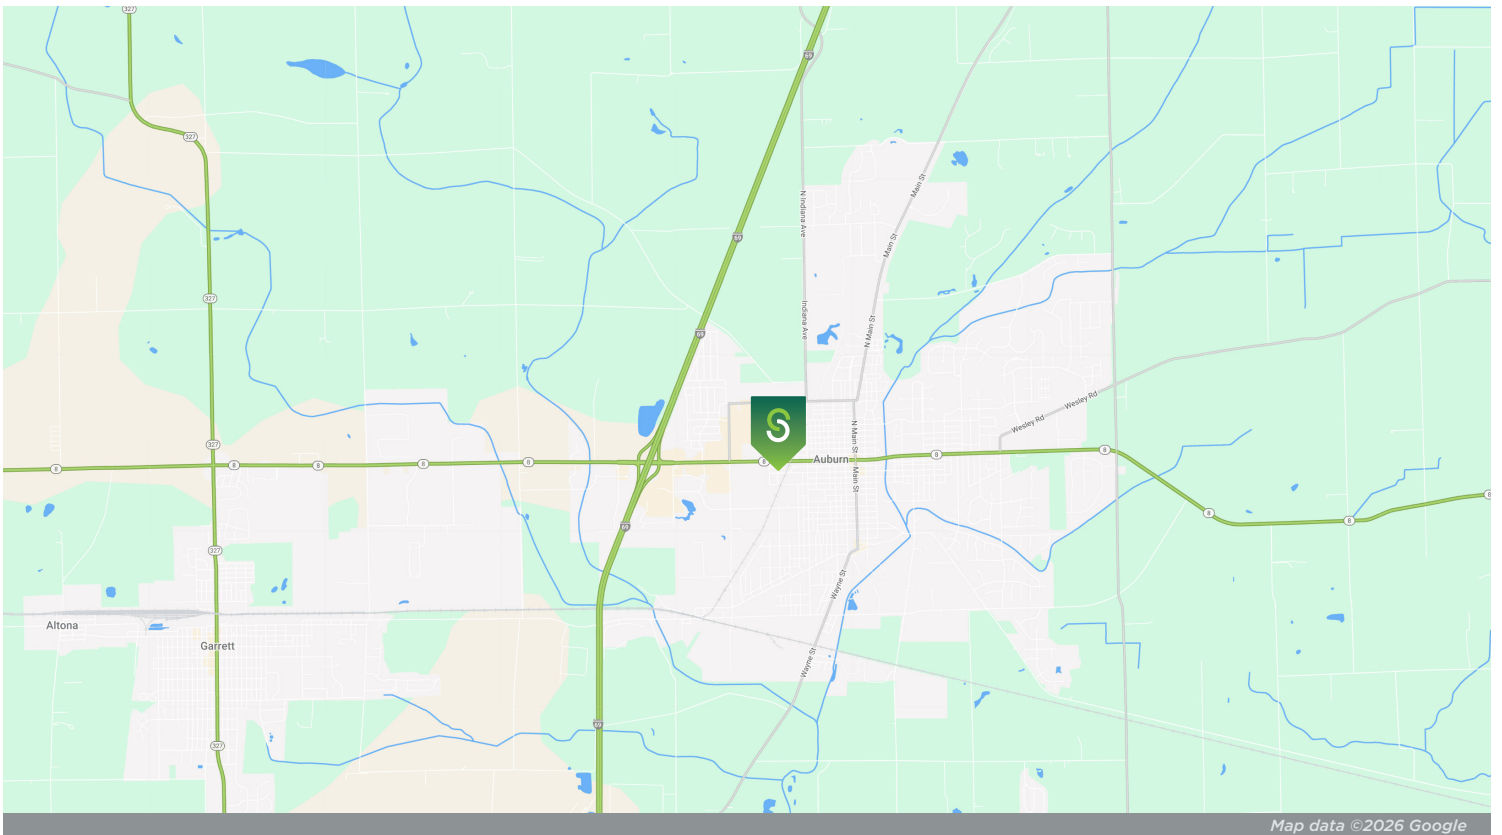 327
69
327
Main St
N Indiana Ave
69
Main St
327
Indiana Ave
N Main St
69
Wesley Rd
Wesley Rd
N Main St
327
8
8
8
8
8
8
Auburn
8
8
Main St
8
8
8
69
327
Wayne St
Altona
Garrett
Wayne St
69
327
Map data ©2026 Google